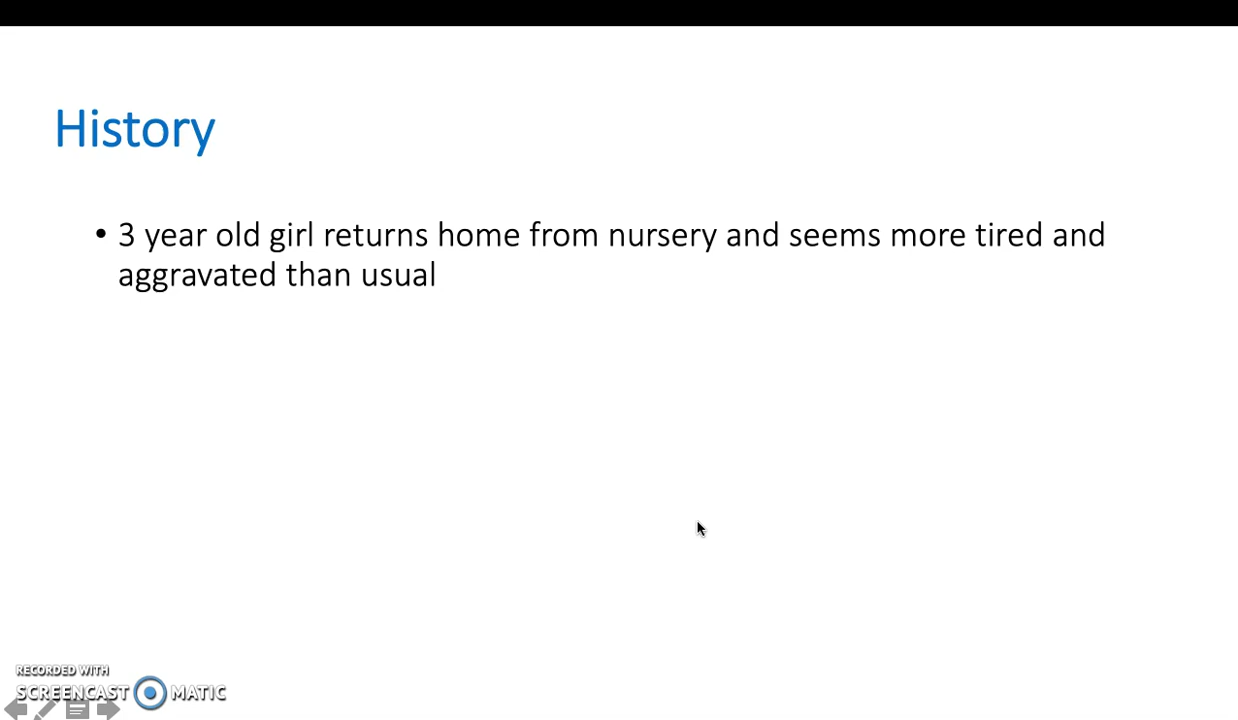 History
• 3 year old girl returns home from nursery and seems more tired and
aggravated than usual
RECORDED WITH
SCREENCAST MATIC